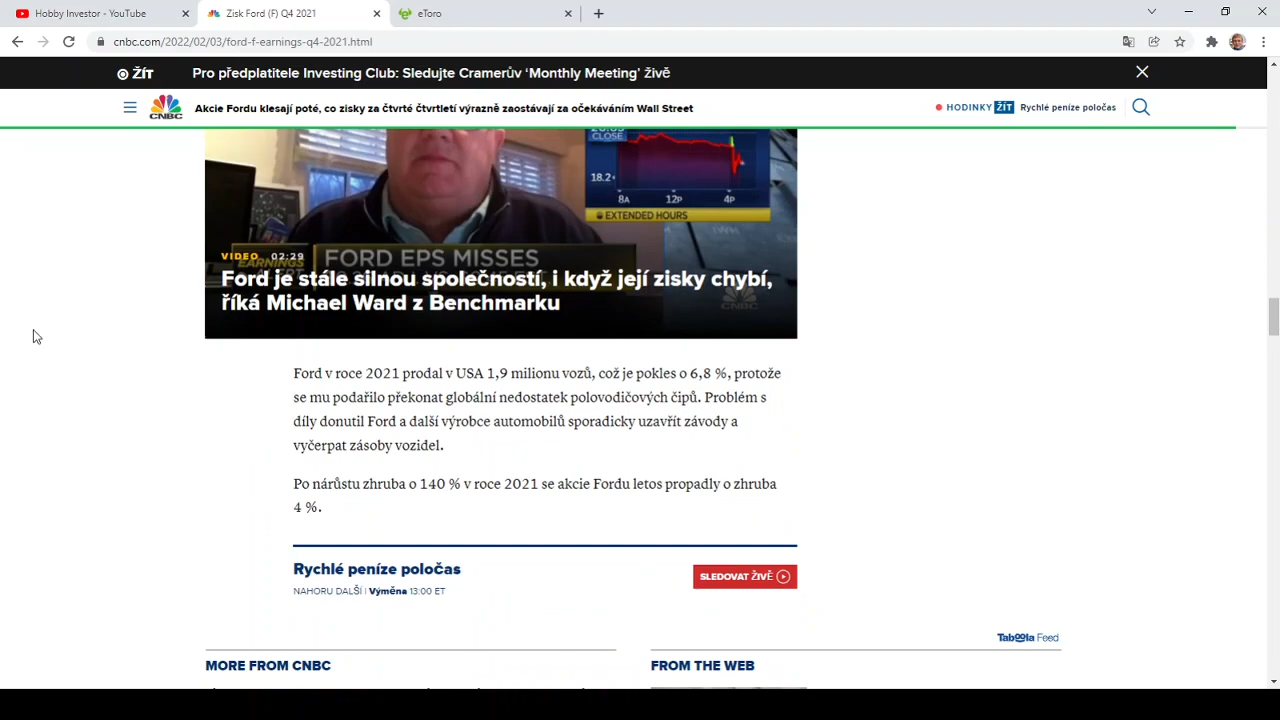 Hobby Investor - YouTube
Zisk Ford (F) Q4 2021
eToro
cnbc.com/2022/02/03/ford-f-earnings-q4-2021.html
ŽÍT
Pro předplatitele Investing Club: Sledujte Cramerův ‘Monthly Meeting’ živě
CNBC
Akcie Fordu klesají poté, co zisky za čtvrté čtvrtletí výrazně zaostávají za očekáváním Wall Street
HODINKY ŽÍT Rychlé peníze poločas
CLOSE
18.2
8A 12P 4P
EXTENDED HOURS
VIDEO 02:29
EARNINGS
FORD EPS MISSES
Ford je stále silnou společností, i když její zisky chybí,
říká Michael Ward z Benchmarku
CNBC
Ford v roce 2021 prodal v USA 1,9 milionu vozů, což je pokles o 6,8 %, protože
se mu podařilo překonat globální nedostatek polovodičových čipů. Problém s
díly donutil Ford a další výrobce automobilů sporadicky uzavřít závody a
vyčerpat zásoby vozidel.
Po nárůstu zhruba o 140 % v roce 2021 se akcie Fordu letos propadly o zhruba
4 %.
Rychlé peníze poločas
SLEDOVAT ŽIVĚ
NAHORU DALŠÍ | Výměna 13:00 ET
Taboola Feed
MORE FROM CNBC
FROM THE WEB